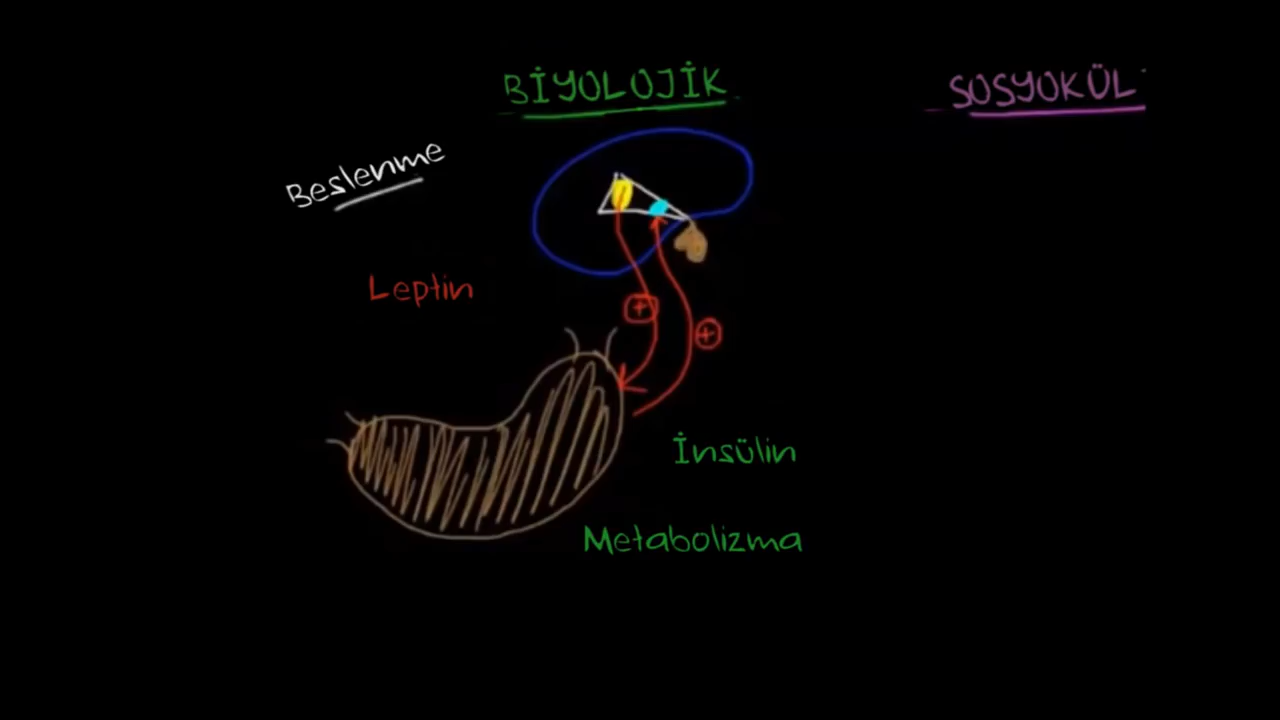 BİYOLOJİK
SOSYOKÜL
Beslenme
Leptin
+
+
İnsülin
Metabolizma